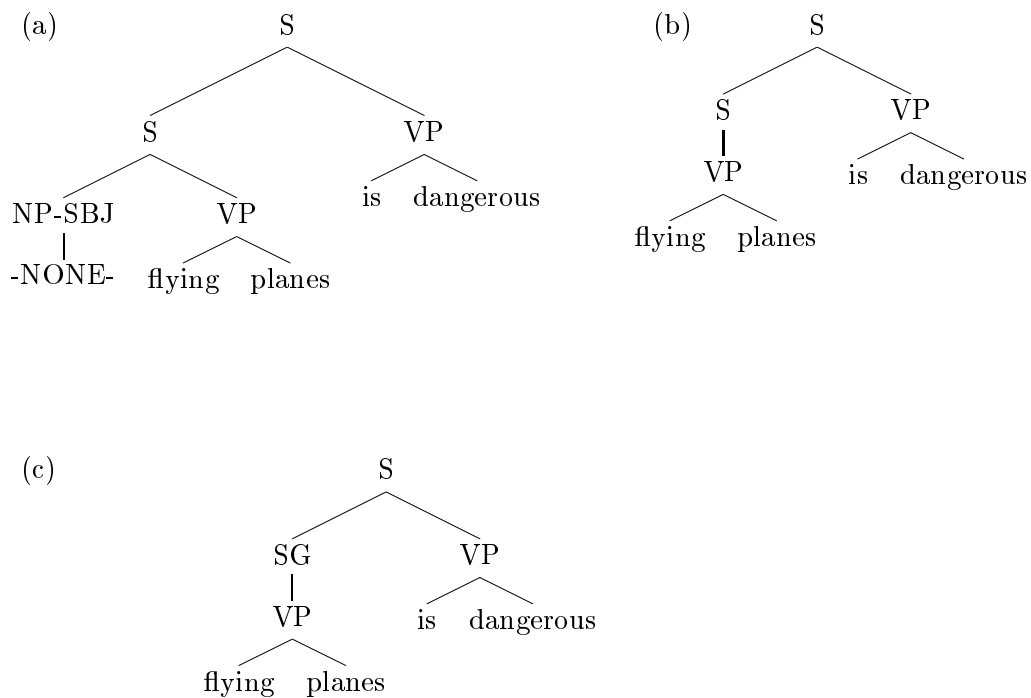 (a) S (b) S
S VP S VP
NP-SBJ VP is dangerous VP is dangerous
-NONE- flying planes flying planes
(c) S
SG VP
VP is dangerous
flying planes